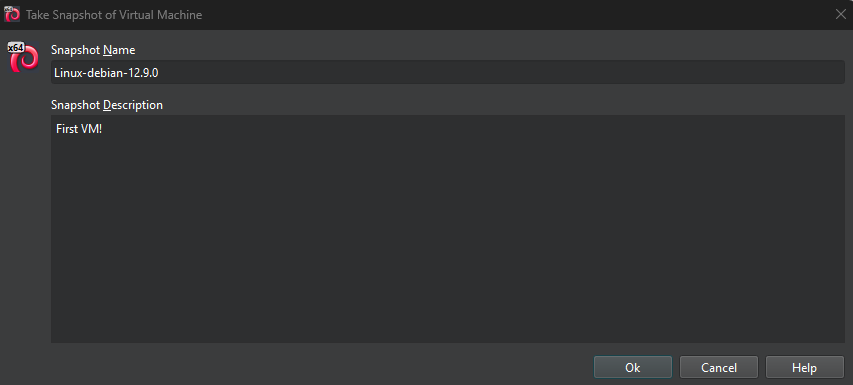 Take Snapshot of Virtual Machine
x64
Snapshot Name
Linux-debian-12.9.0
Snapshot Description
First VM!
Ok Cancel Help